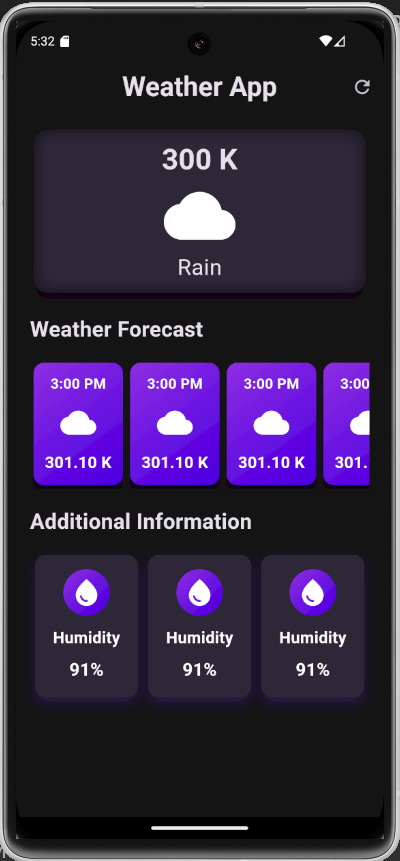 5:32
Weather App
300 K
Rain
Weather Forecast
3:00 PM 3:00 PM 3:00 PM 3:00
301.10 K 301.10 K 301.10 K 301.
Additional Information
Humidity Humidity Humidity
91% 91% 91%